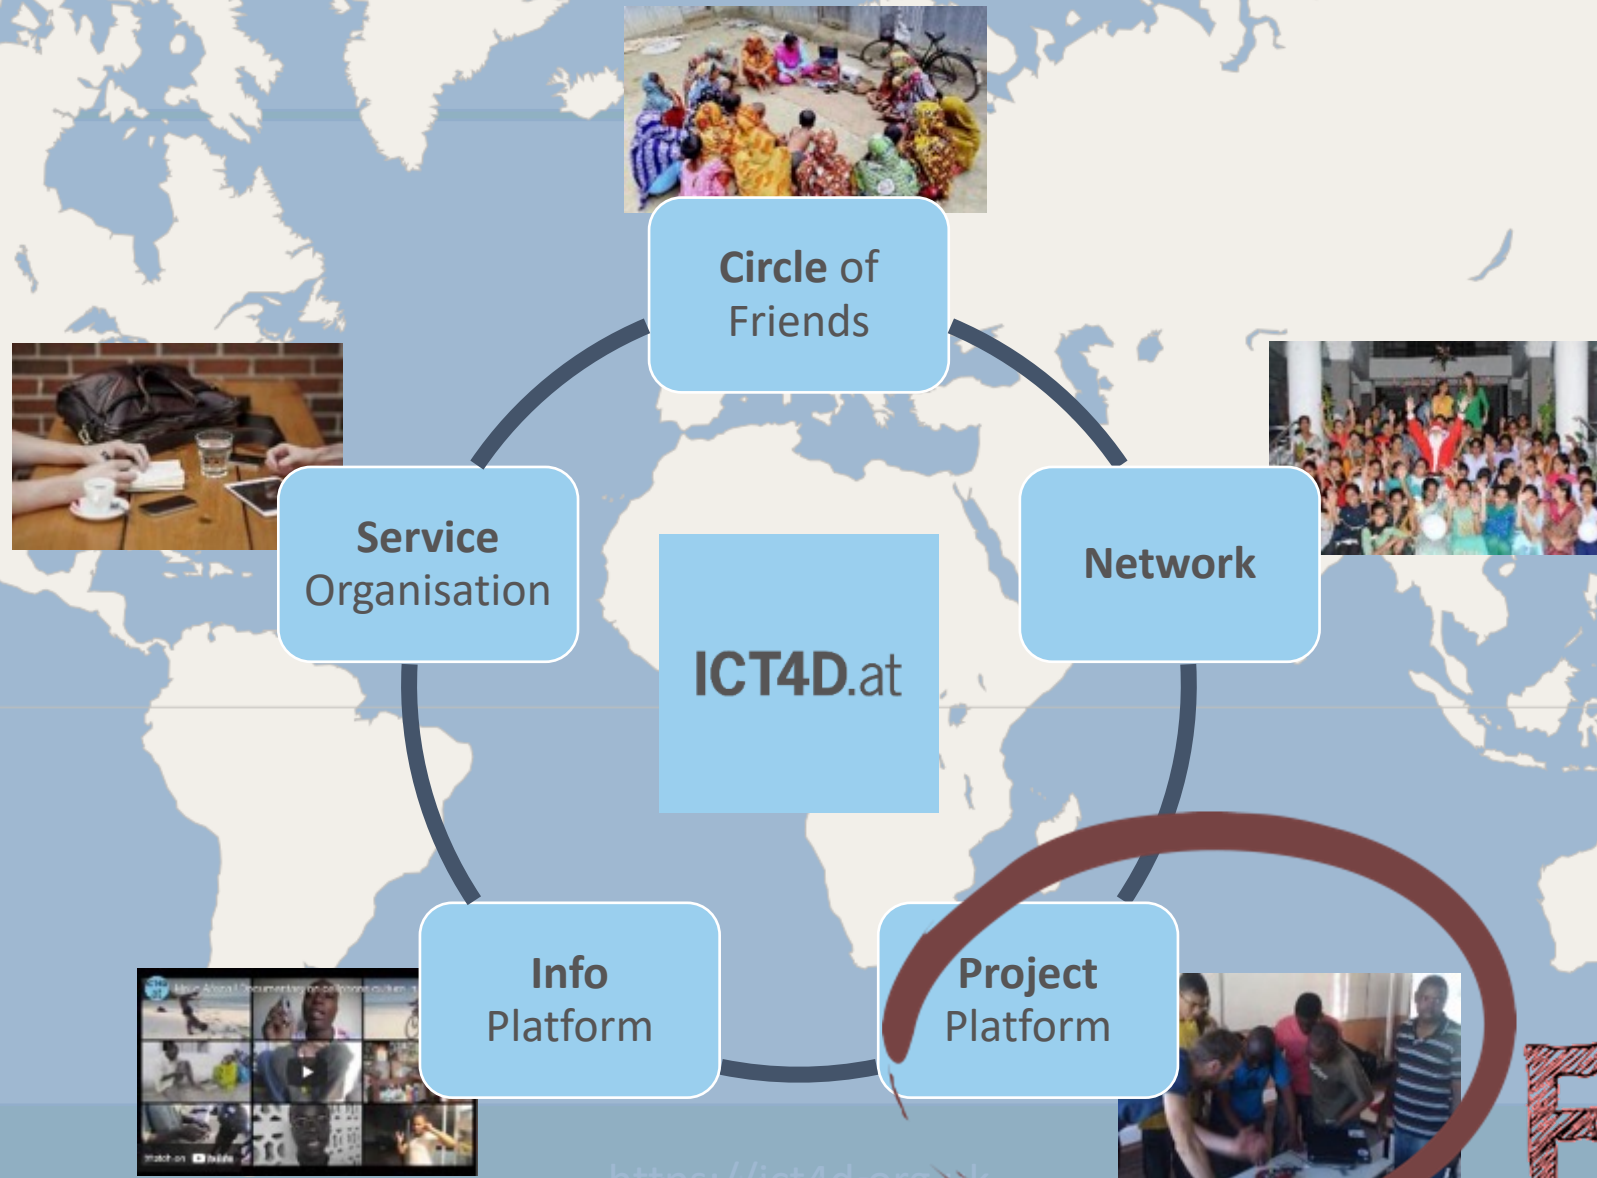 Circle of
Friends
Service
Organisation
Network
ICT4D.at
Info
Platform
Project
Platform